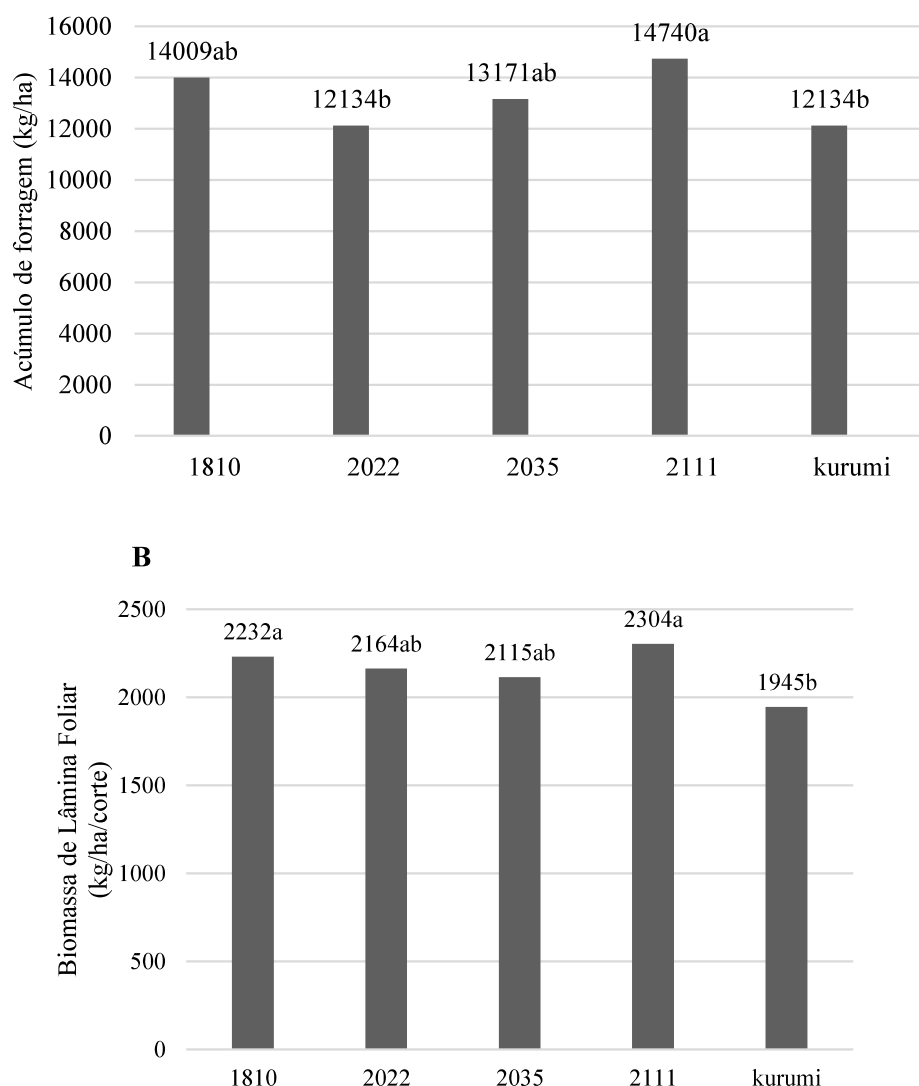 16000
14740a
14009ab
14000
13171ab
12134b
12134b
12000
10000
8000
6000
4000
2000
0
Acúmulo de forragem (kg/ha)
1810 2022 2035 2111 kurumi
B
2500
2304a
2232a
2164ab
2115ab
1945b
2000
1500
1000
500
0
Biomassa de Lâmina Foliar
(kg/ha/corte)
1810 2022 2035 2111 kurumi